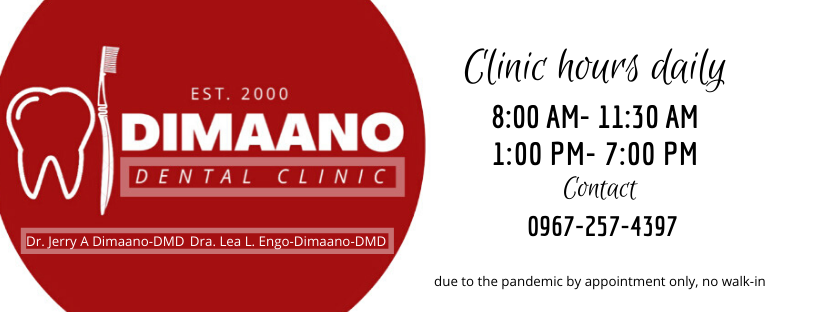 EST. 2000
DIMAANO
DENTAL CLINIC
Dr. Jerry A Dimaano-DMD Dra. Lea L. Engo-Dimaano-DMD
Clinic hours daily
8:00 AM- 11:30 AM
1:00 PM- 7:00 PM
Contact
0967-257-4397
due to the pandemic by appointment only, no walk-in